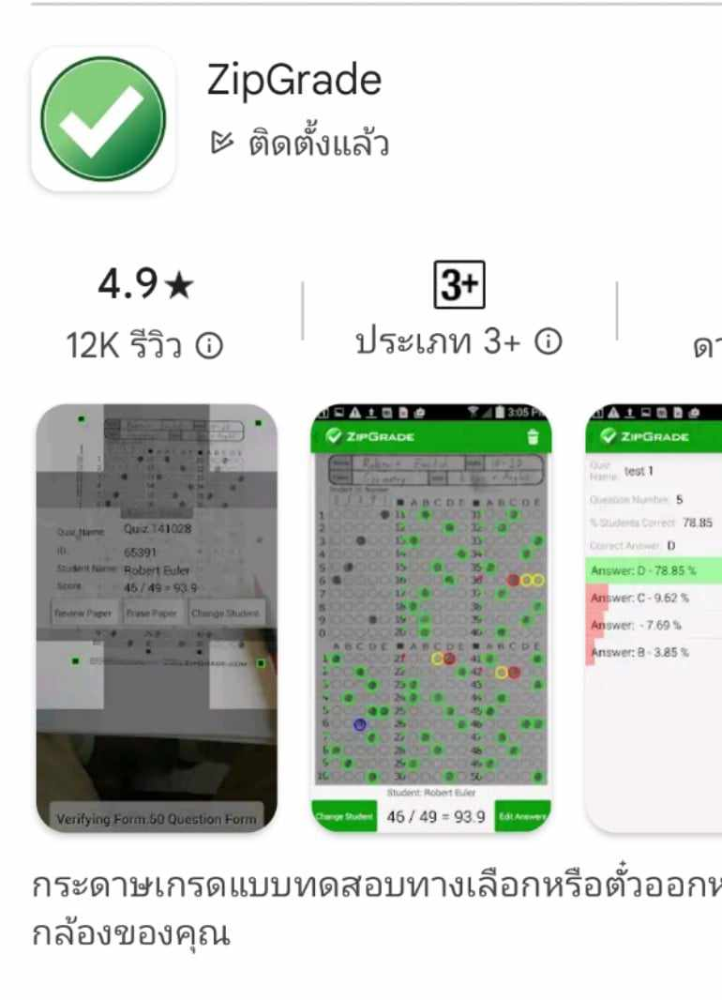 ZipGrade
ติดตั้งแล้ว
4.9★
12K รีวิว
3+
ประเภท 3+
Quiz Name: Quiz 141028
ID: 65391
Student Name: Robert Euler
Score: 46 / 49 = 93.9
Review Paper Erase Paper Change Student
ZIPGRADE.COM
Verifying Form.50 Question Form
3:05 PM
ZIPGRADE
Student: Robert Euler
Change Student 46 / 49 = 93.9 Edit Answers
ZIPGRADE
Quiz Name: test 1
Question Number: 5
% Students Correct: 78.85
Correct Answer: D
Answer: D - 78.85 %
Answer: C - 9.62 %
Answer: - 7.69 %
Answer: B - 3.85 %
กระดาษเกรดแบบทดสอบทางเลือกหรือตั๋วออก
กล้องของคุณ